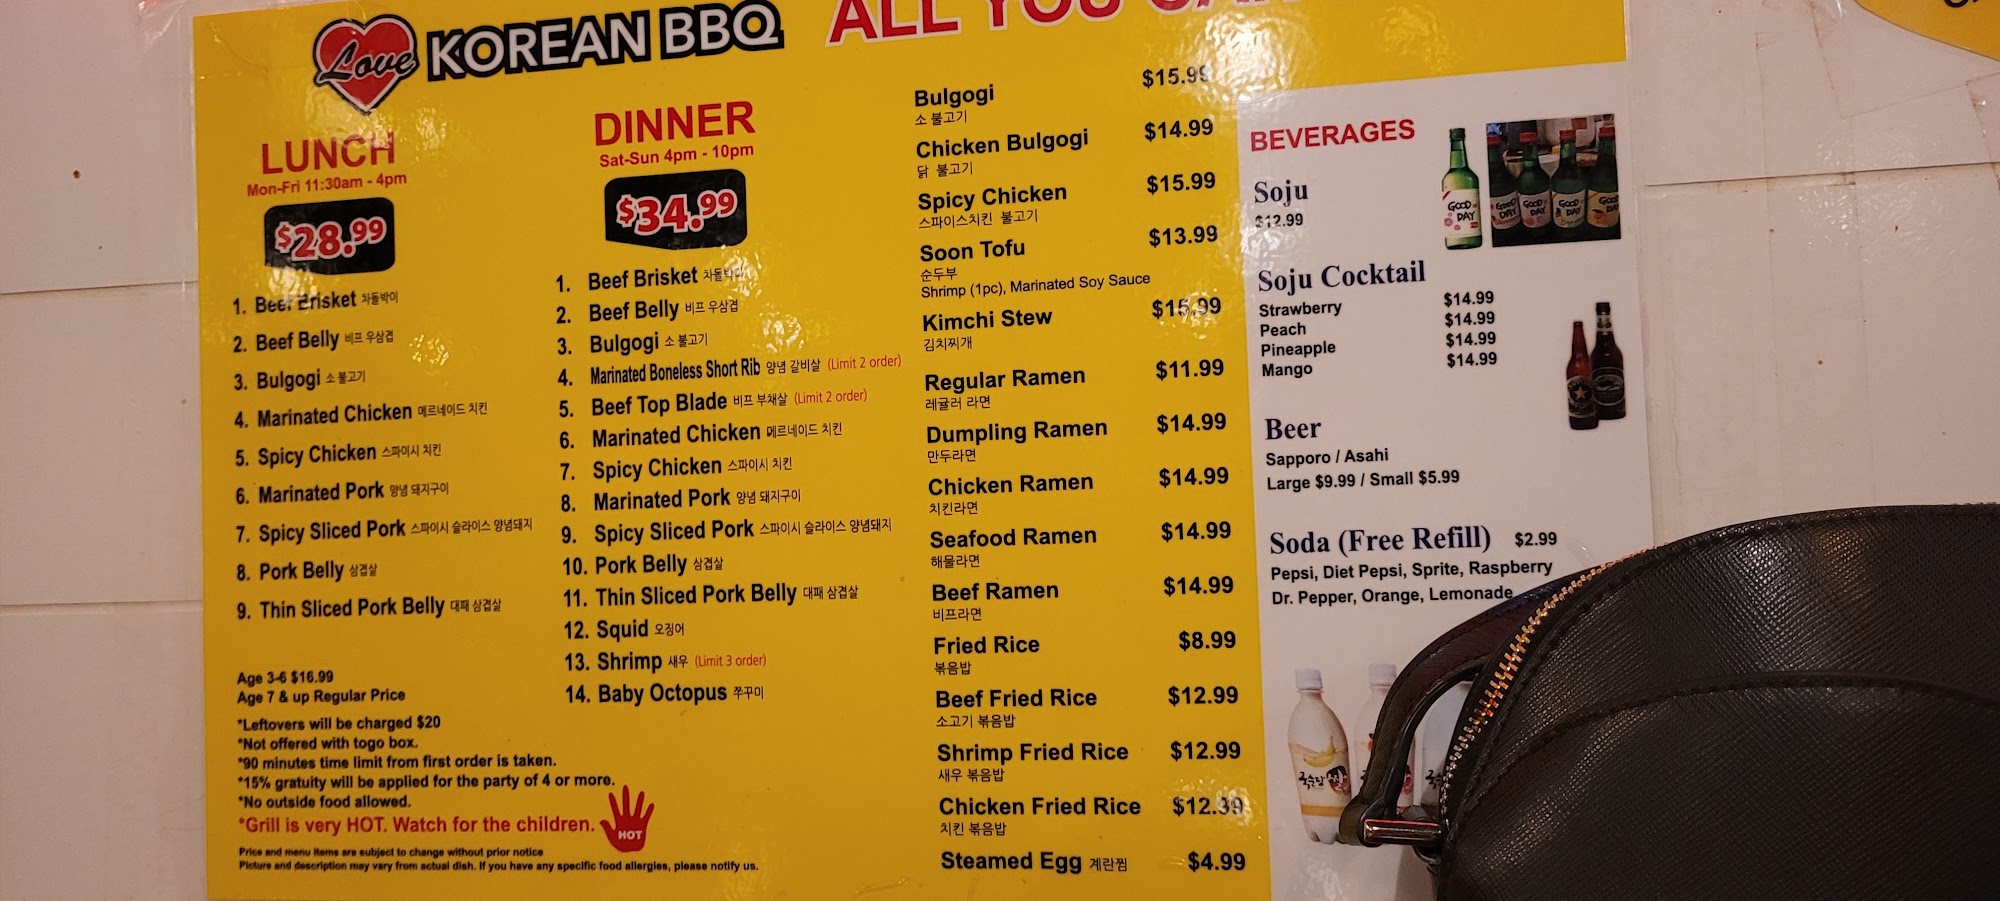 Love KOREAN BBQ
ALL YOU CAN
LUNCH
Mon-Fri 11:30am - 4pm
$28.99
1. Beef Brisket 차돌박이
2. Beef Belly 비프 우삼겹
3. Bulgogi 소 불고기
4. Marinated Chicken 메르네이드 치킨
5. Spicy Chicken 스파이시 치킨
6. Marinated Pork 양념 돼지구이
7. Spicy Sliced Pork 스파이시 슬라이스 양념돼지
8. Pork Belly 삼겹살
9. Thin Sliced Pork Belly 대패 삼겹살
Age 3-6 $16.99
Age 7 & up Regular Price
*Leftovers will be charged $20
*Not offered with togo box.
*90 minutes time limit from first order is taken.
*15% gratuity will be applied for the party of 4 or more.
*No outside food allowed.
*Grill is very HOT. Watch for the children.
HOT
Price and menu items are subject to change without prior notice
Picture and description may vary from actual dish. If you have any specific food allergies, please notify us.
DINNER
Sat-Sun 4pm - 10pm
$34.99
1. Beef Brisket 차돌박이
2. Beef Belly 비프 우삼겹
3. Bulgogi 소 불고기
4. Marinated Boneless Short Rib 양념 갈비살 (Limit 2 order)
5. Beef Top Blade 비프 부채살 (Limit 2 order)
6. Marinated Chicken 메르네이드 치킨
7. Spicy Chicken 스파이시 치킨
8. Marinated Pork 양념 돼지구이
9. Spicy Sliced Pork 스파이시 슬라이스 양념돼지
10. Pork Belly 삼겹살
11. Thin Sliced Pork Belly 대패 삼겹살
12. Squid 오징어
13. Shrimp 새우 (Limit 3 order)
14. Baby Octopus 쭈꾸미
Bulgogi $15.99
소 불고기
Chicken Bulgogi $14.99
닭 불고기
Spicy Chicken $15.99
스파이스치킨 불고기
Soon Tofu $13.99
순두부
Shrimp (1pc), Marinated Soy Sauce
Kimchi Stew $15.99
김치찌개
Regular Ramen $11.99
레귤러 라면
Dumpling Ramen $14.99
만두라면
Chicken Ramen $14.99
치킨라면
Seafood Ramen $14.99
해물라면
Beef Ramen $14.99
비프라면
Fried Rice $8.99
볶음밥
Beef Fried Rice $12.99
소고기 볶음밥
Shrimp Fried Rice $12.99
새우 볶음밥
Chicken Fried Rice $12.99
치킨 볶음밥
Steamed Egg 계란찜 $4.99
BEVERAGES
Soju
$12.99
GOOD DAY
GOOD DAY
GOOD DAY
GOOD DAY
GOOD DAY
Soju Cocktail
Strawberry $14.99
Peach $14.99
Pineapple $14.99
Mango $14.99
Beer
Sapporo / Asahi
Large $9.99 / Small $5.99
Soda (Free Refill) $2.99
Pepsi, Diet Pepsi, Sprite, Raspberry
Dr. Pepper, Orange, Lemonade
국순당